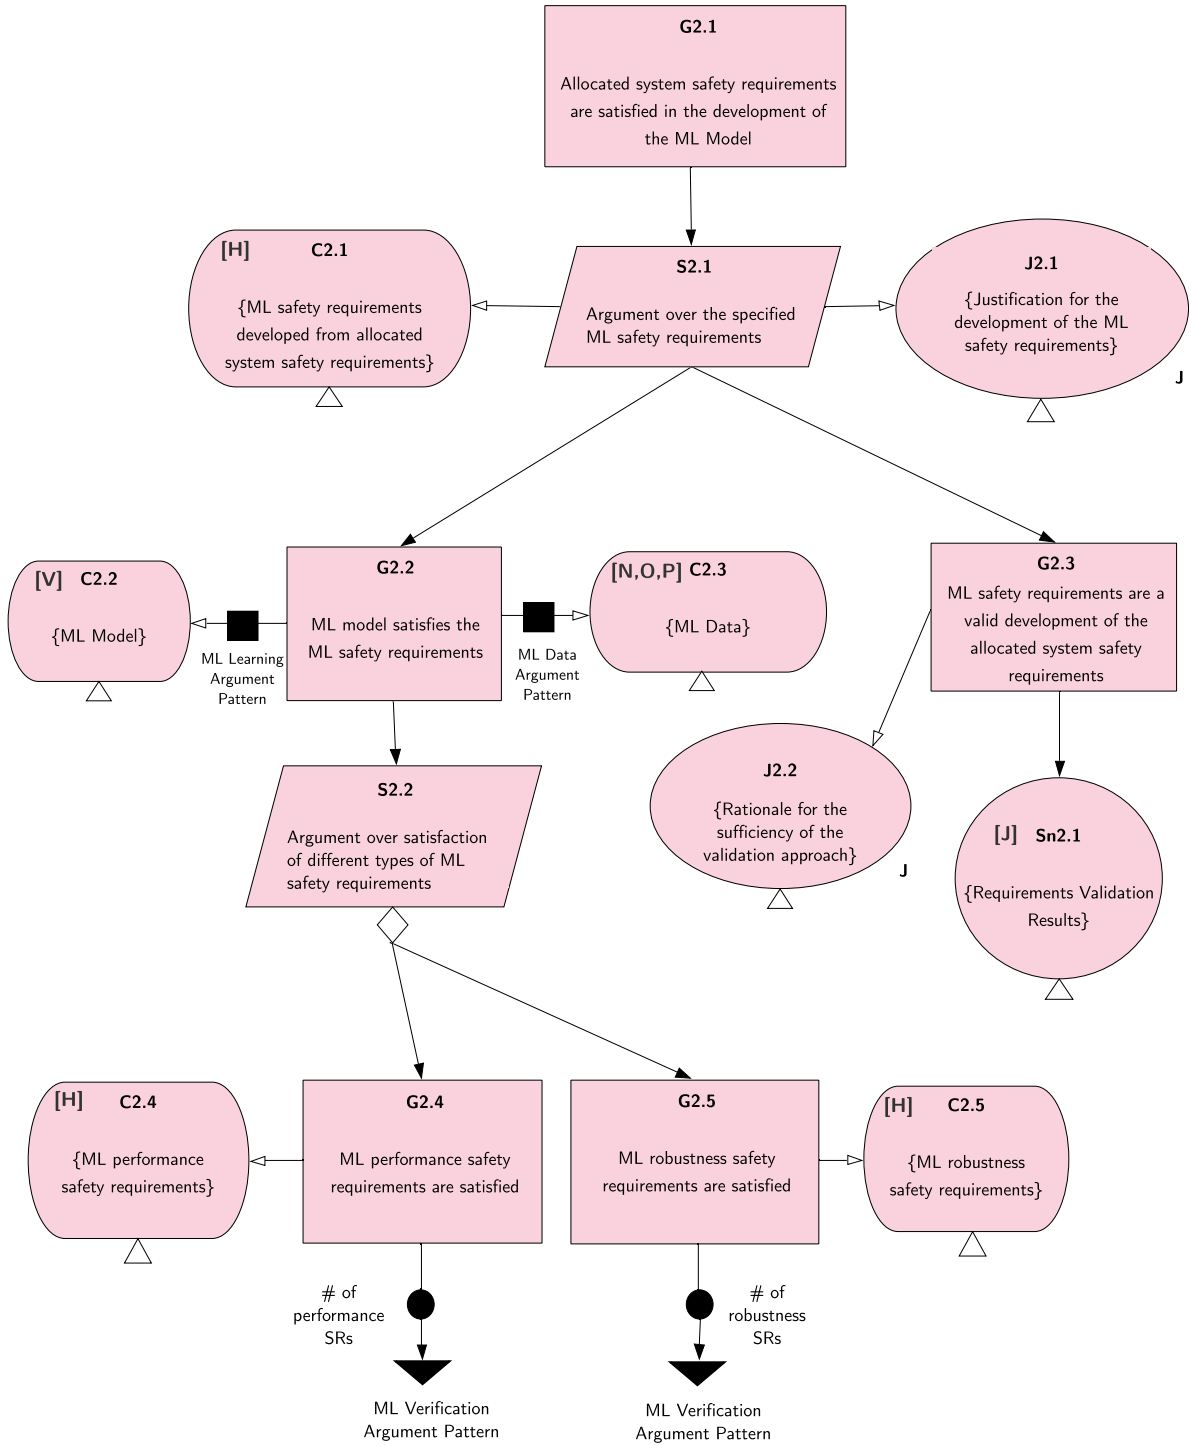 G2.1
Allocated system safety requirements
are satisfied in the development of
the ML Model
[H] C2.1
{ML safety requirements
developed from allocated
system safety requirements}
S2.1
Argument over the specified
ML safety requirements
J2.1
{Justification for the
development of the ML
safety requirements}
J
[V] C2.2
{ML Model}
ML Learning
Argument
Pattern
G2.2
ML model satisfies the
ML safety requirements
ML Data
Argument
Pattern
[N,O,P] C2.3
{ML Data}
G2.3
ML safety requirements are a
valid development of the
allocated system safety
requirements
S2.2
Argument over satisfaction
of different types of ML
safety requirements
J2.2
{Rationale for the
sufficiency of the
validation approach}
J
[J] Sn2.1
{Requirements Validation
Results}
[H] C2.4
{ML performance
safety requirements}
G2.4
ML performance safety
requirements are satisfied
G2.5
ML robustness safety
requirements are satisfied
[H] C2.5
{ML robustness
safety requirements}
# of
performance
SRs
ML Verification
Argument Pattern
# of
robustness
SRs
ML Verification
Argument Pattern